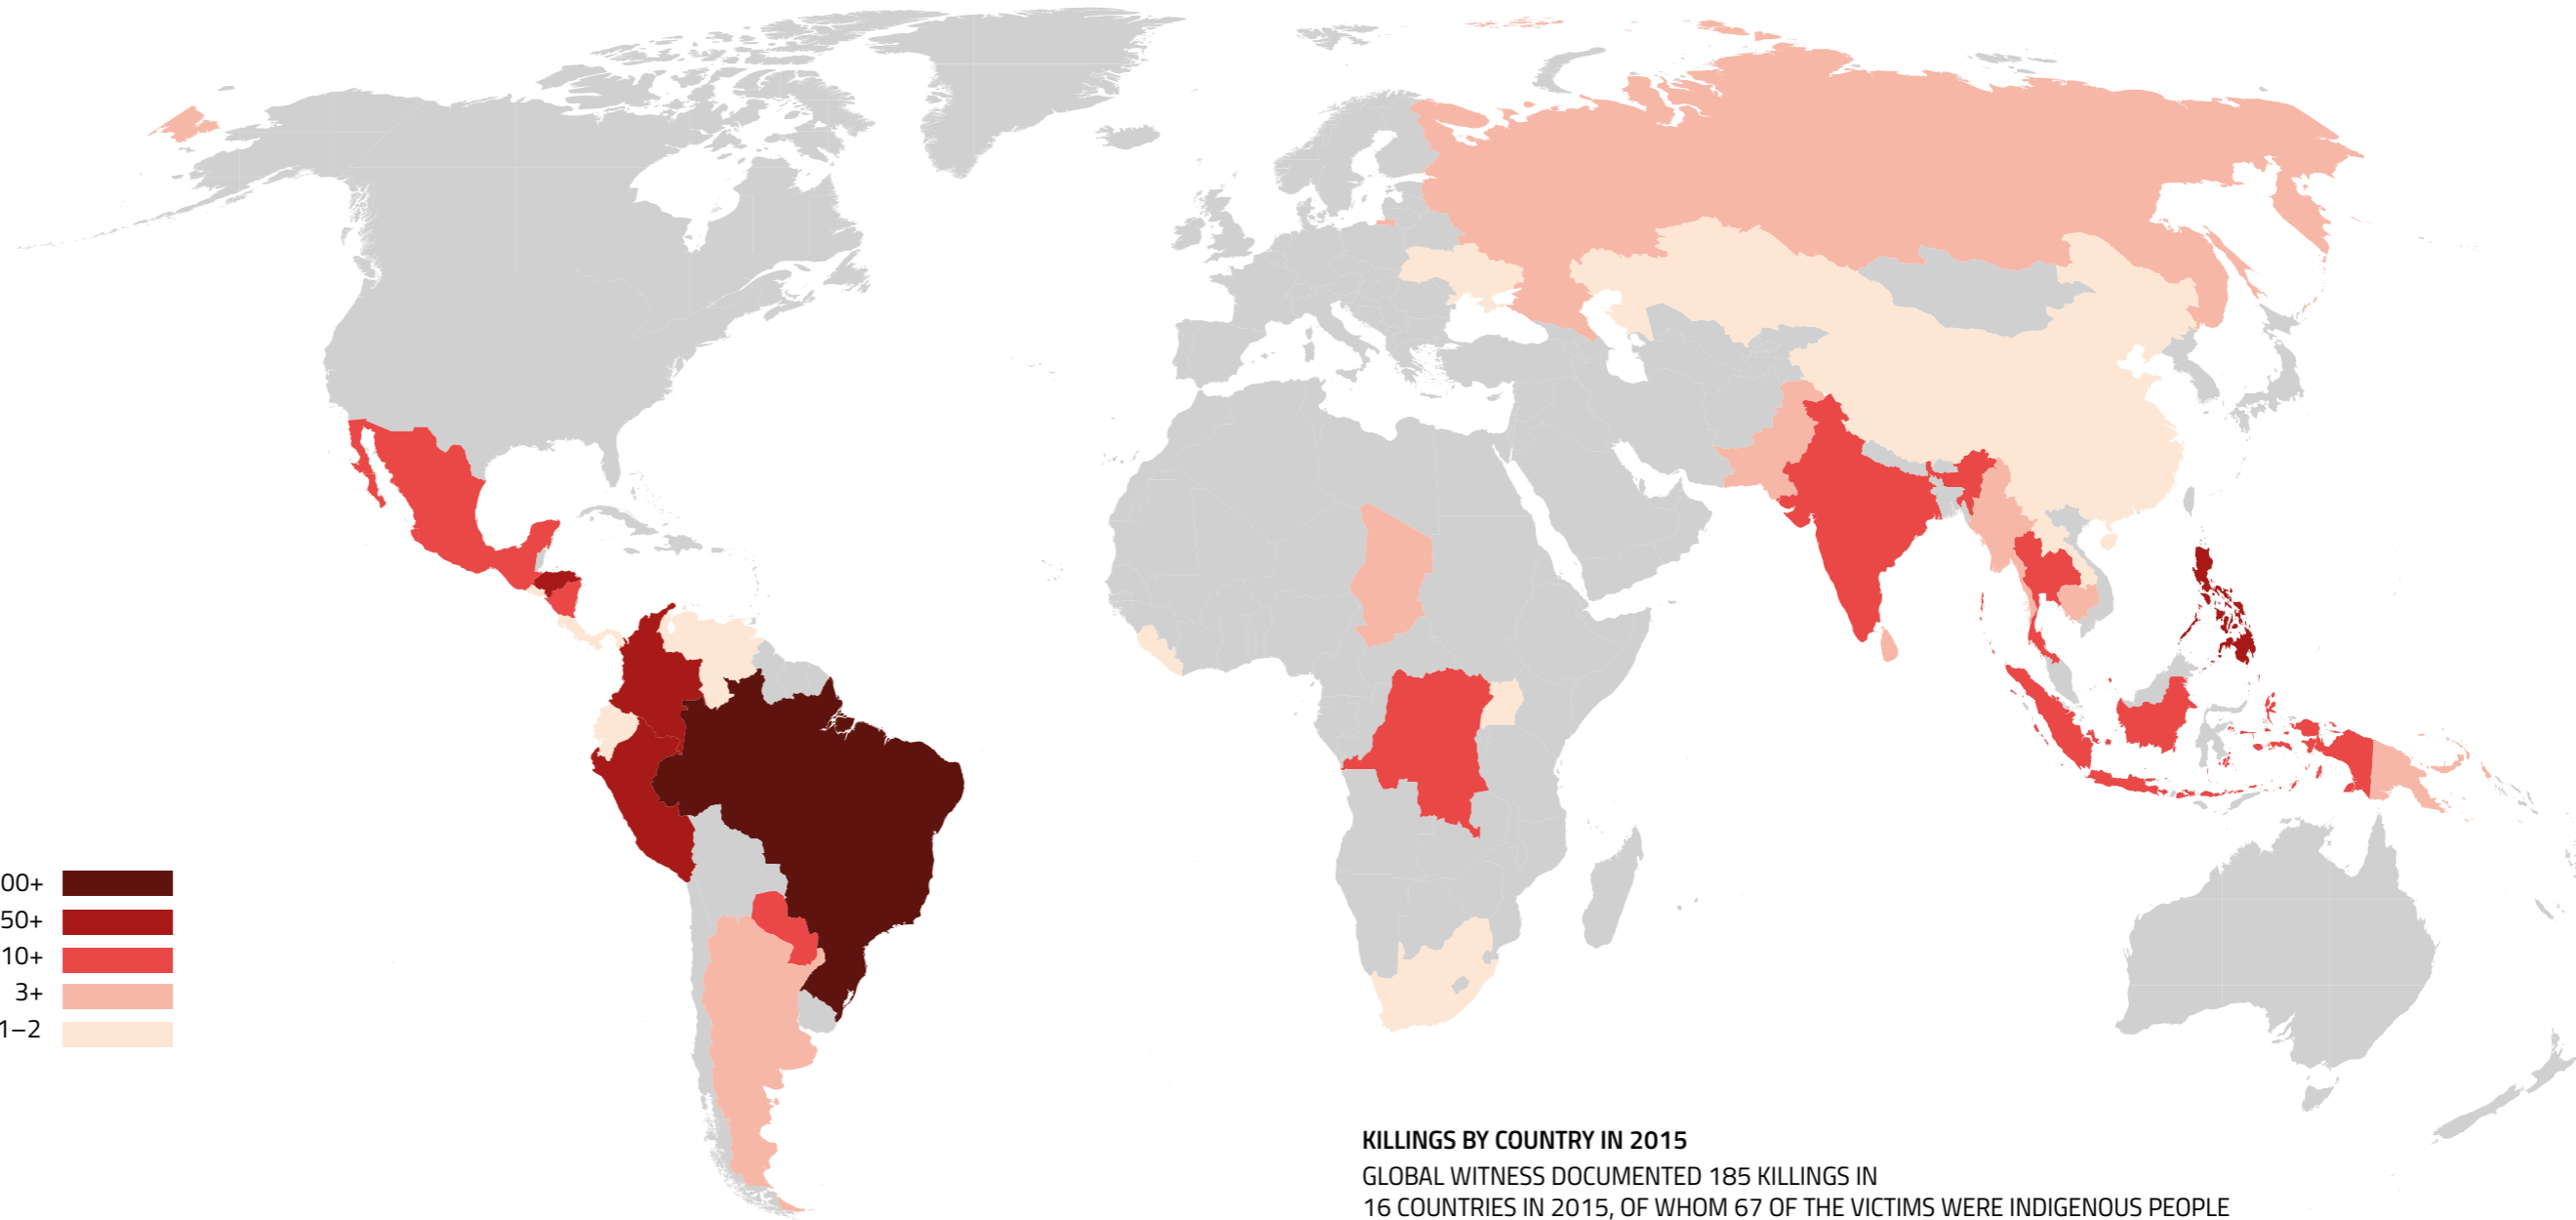 00+
50+
10+
3+
1–2
KILLINGS BY COUNTRY IN 2015
GLOBAL WITNESS DOCUMENTED 185 KILLINGS IN
16 COUNTRIES IN 2015, OF WHOM 67 OF THE VICTIMS WERE INDIGENOUS PEOPLE